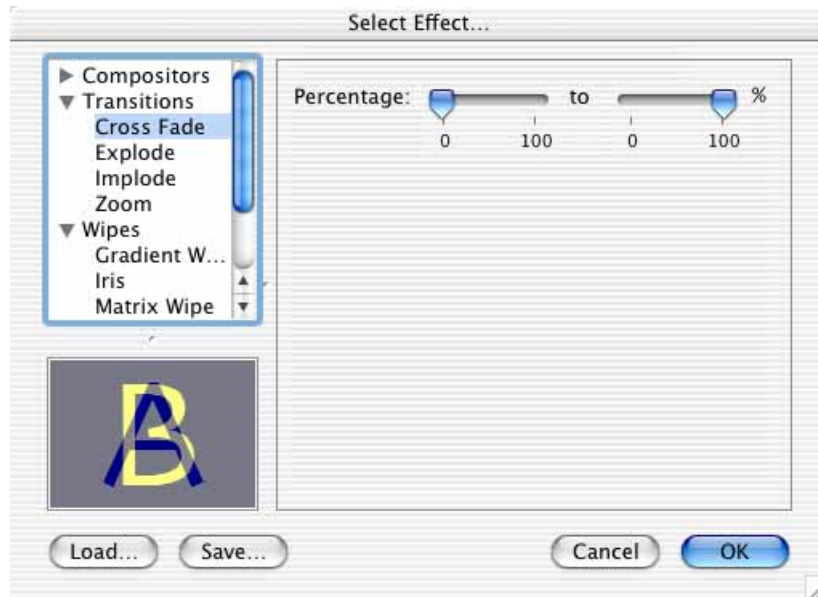 Select Effect...
Compositors
Transitions
Cross Fade
Explode
Implode
Zoom
Wipes
Gradient W...
Iris
Matrix Wipe
Percentage: to %
0 100 0 100
B
A
Load... Save... Cancel OK